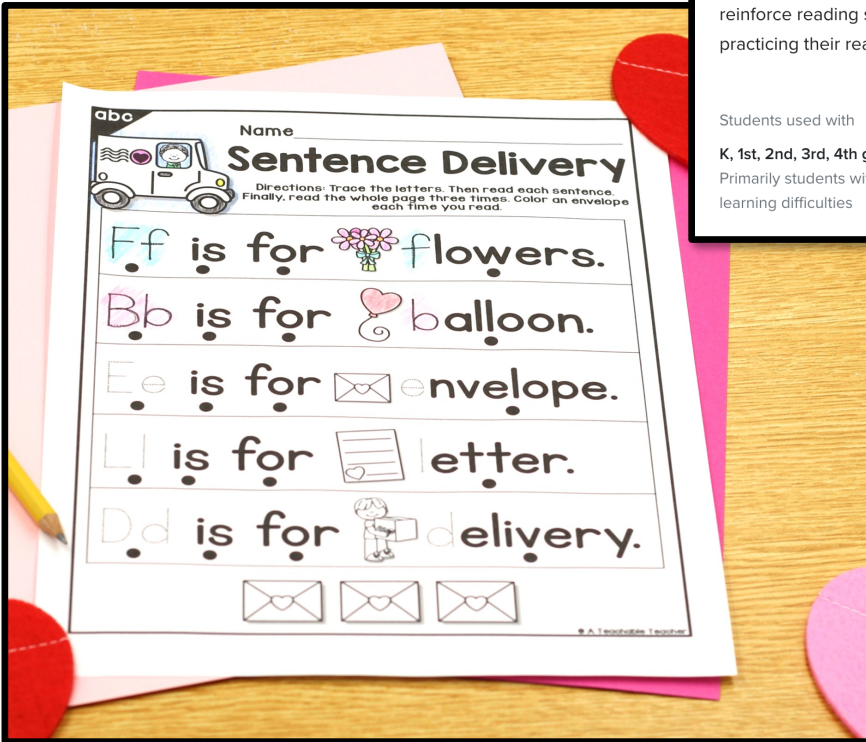 reinforce reading
practicing their
Students used with
K, 1st, 2nd, 3rd, 4th
Primarily students
learning difficulties
abc
Name
Sentence Delivery
Directions: Trace the letters. Then read each sentence.
Finally, read the whole page three times. Color an envelope
each time you read.
Ff is for flowers.
Bb is for balloon.
Ee is for envelope.
Ll is for letter.
Dd is for delivery.
© A Teachable Teacher